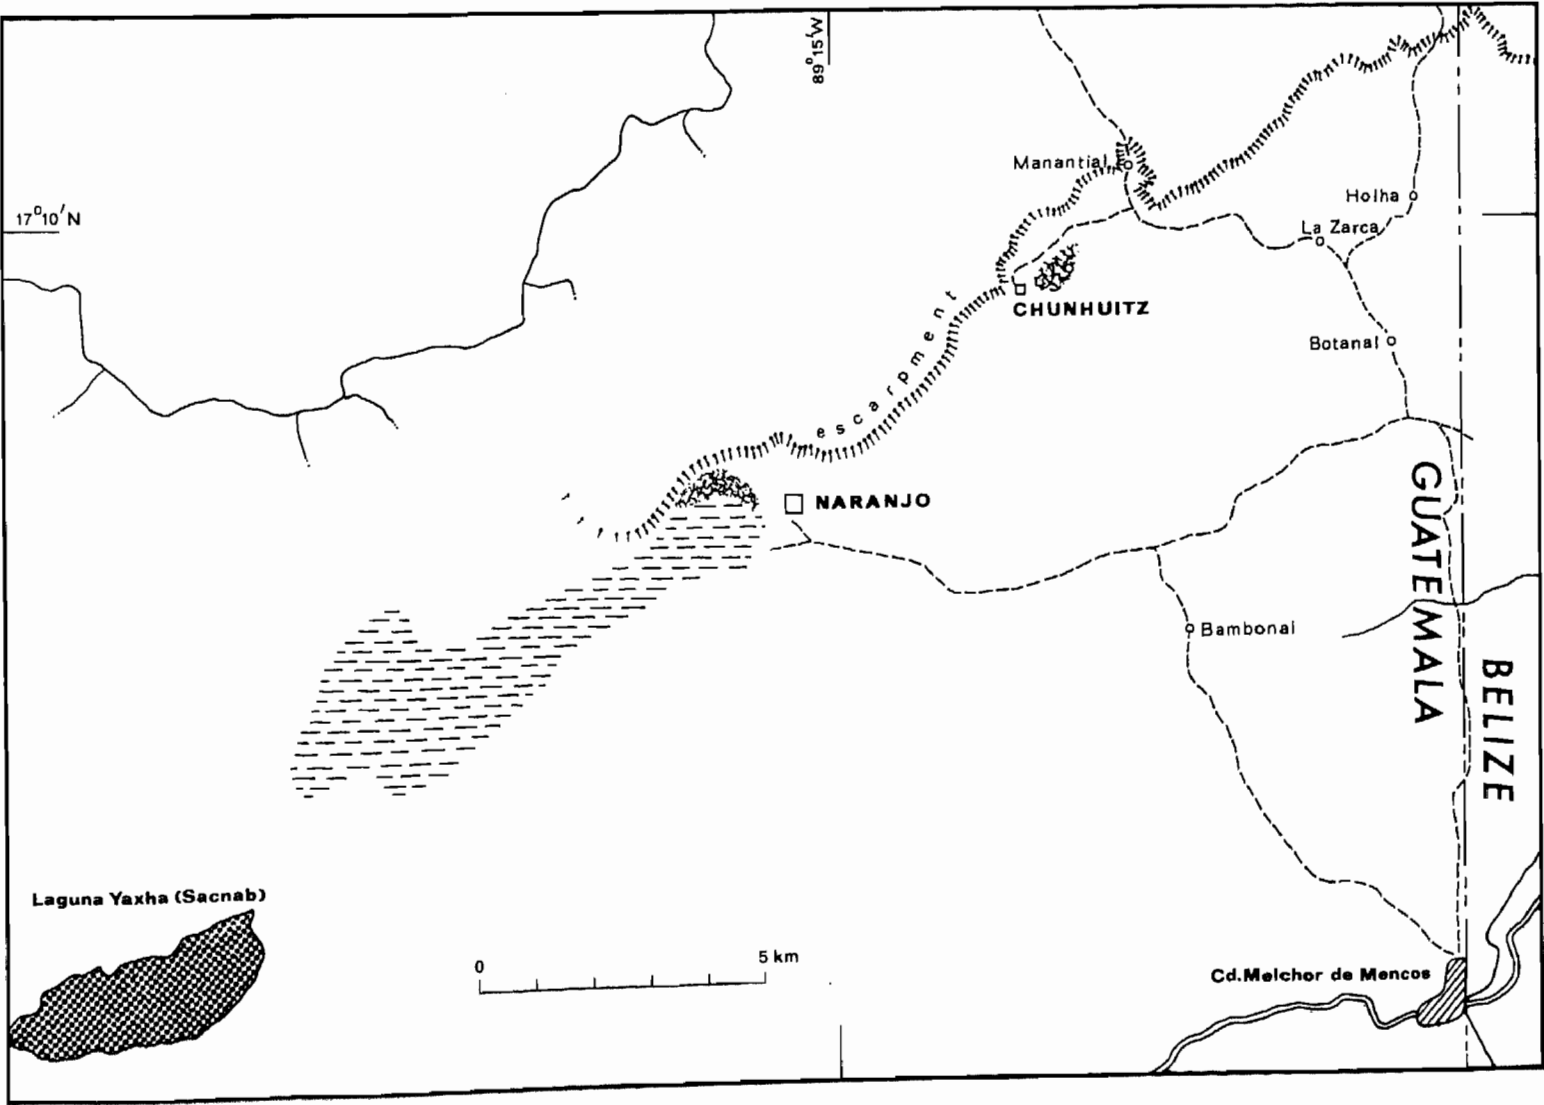 89°15'W
Manantial
Holha
17°10'N
La Zarca
CHUNHUITZ
escarpment
Botanal
NARANJO
GUATEMALA
Bambonal
BELIZE
Laguna Yaxha (Sacnab)
0
5 km
Cd.Melchor de Mencos